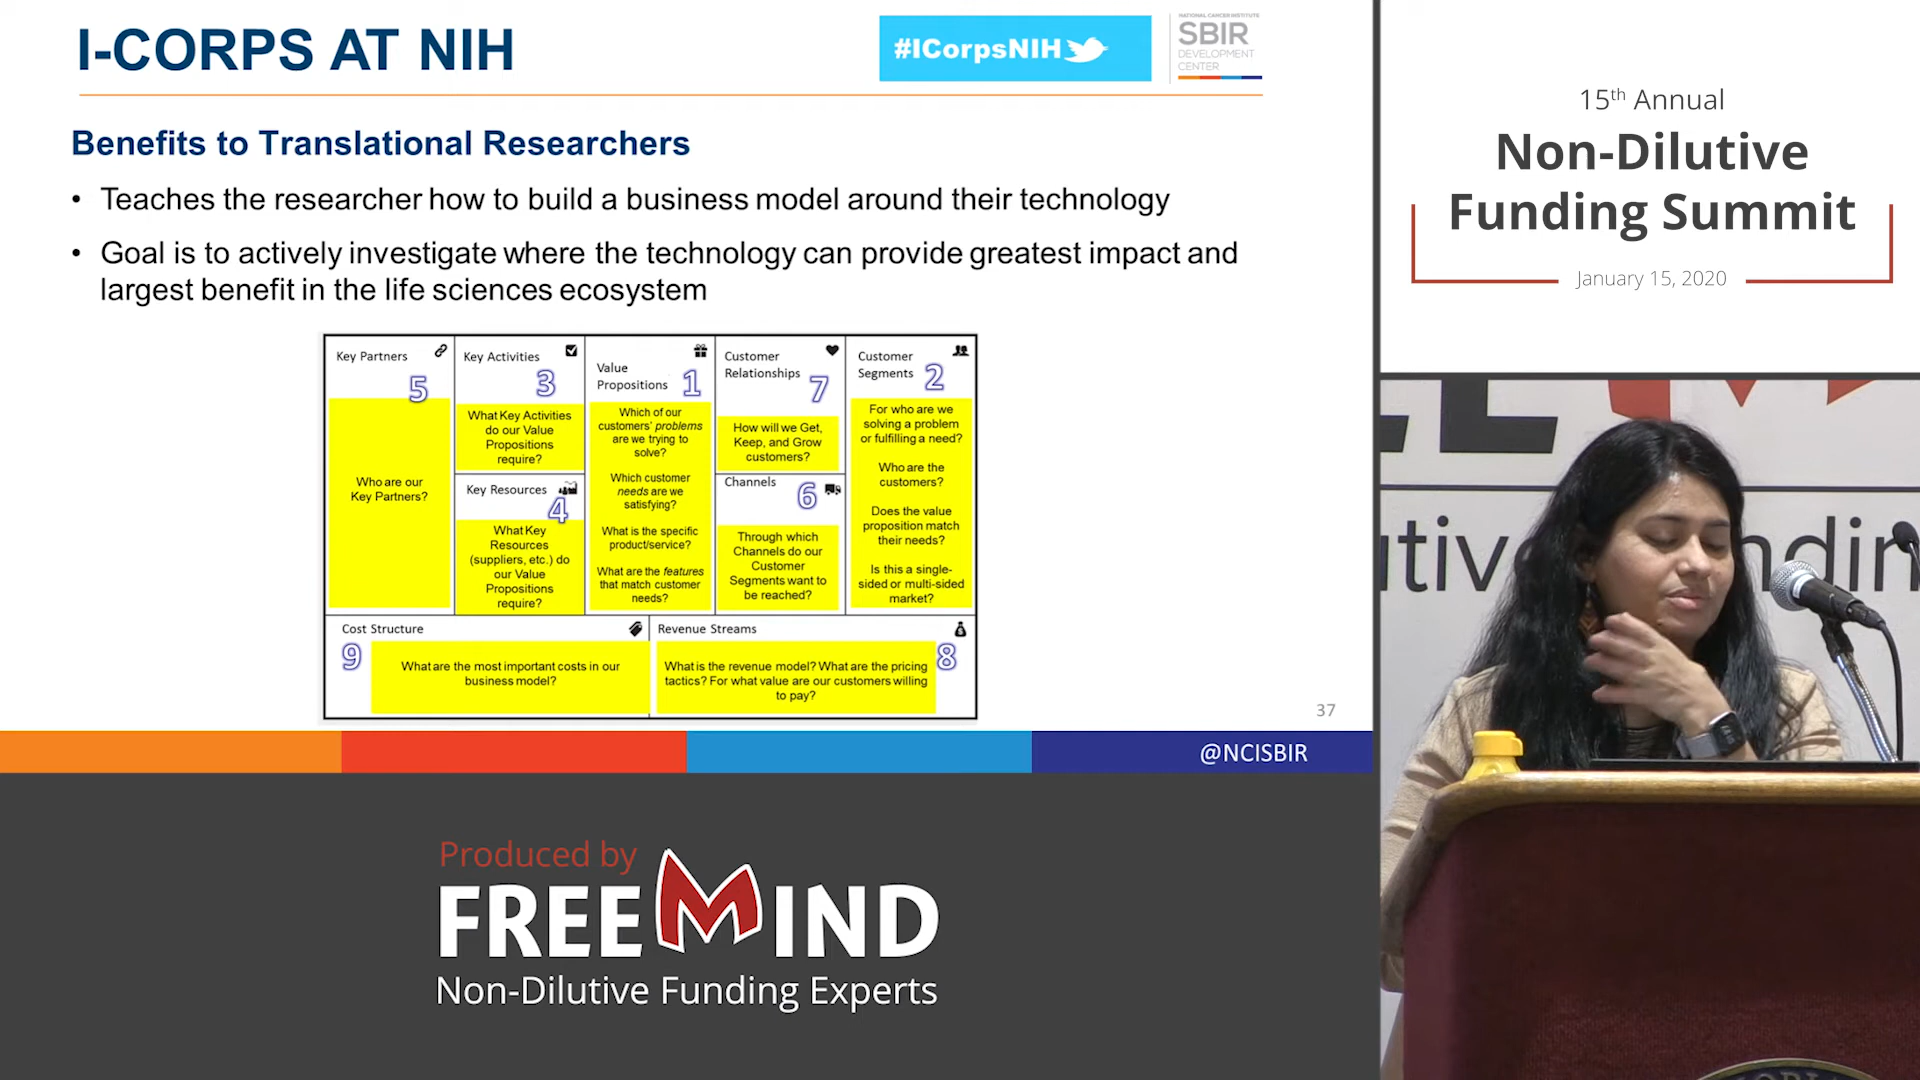 I-CORPS AT NIH
#ICorpsNIH
NATIONAL CANCER INSTITUTE
SBIR
DEVELOPMENT
CENTER
Benefits to Translational Researchers
• Teaches the researcher how to build a business model around their technology
• Goal is to actively investigate where the technology can provide greatest impact and
largest benefit in the life sciences ecosystem
Key Partners
5
Who are our
Key Partners?
Key Activities
3
What Key Activities
do our Value
Propositions
require?
Key Resources
4
What Key
Resources
(suppliers, etc.) do
our Value
Propositions
require?
Value
Propositions
1
Which of our
customers' problems
are we trying to
solve?
Which customer
needs are we
satisfying?
What is the specific
product/service?
What are the features
that match customer
needs?
Customer
Relationships
7
How will we Get,
Keep, and Grow
customers?
Channels
6
Through which
Channels do our
Customer
Segments want to
be reached?
Customer
Segments
2
For who are we
solving a problem
or fulfilling a need?
Who are the
customers?
Does the value
proposition match
their needs?
Is this a single-
sided or multi-sided
market?
Cost Structure
9
What are the most important costs in our
business model?
Revenue Streams
8
What is the revenue model? What are the pricing
tactics? For what value are our customers willing
to pay?
37
@NCISBIR
Produced by
FREEMIND
Non-Dilutive Funding Experts
15th Annual
Non-Dilutive
Funding Summit
January 15, 2020